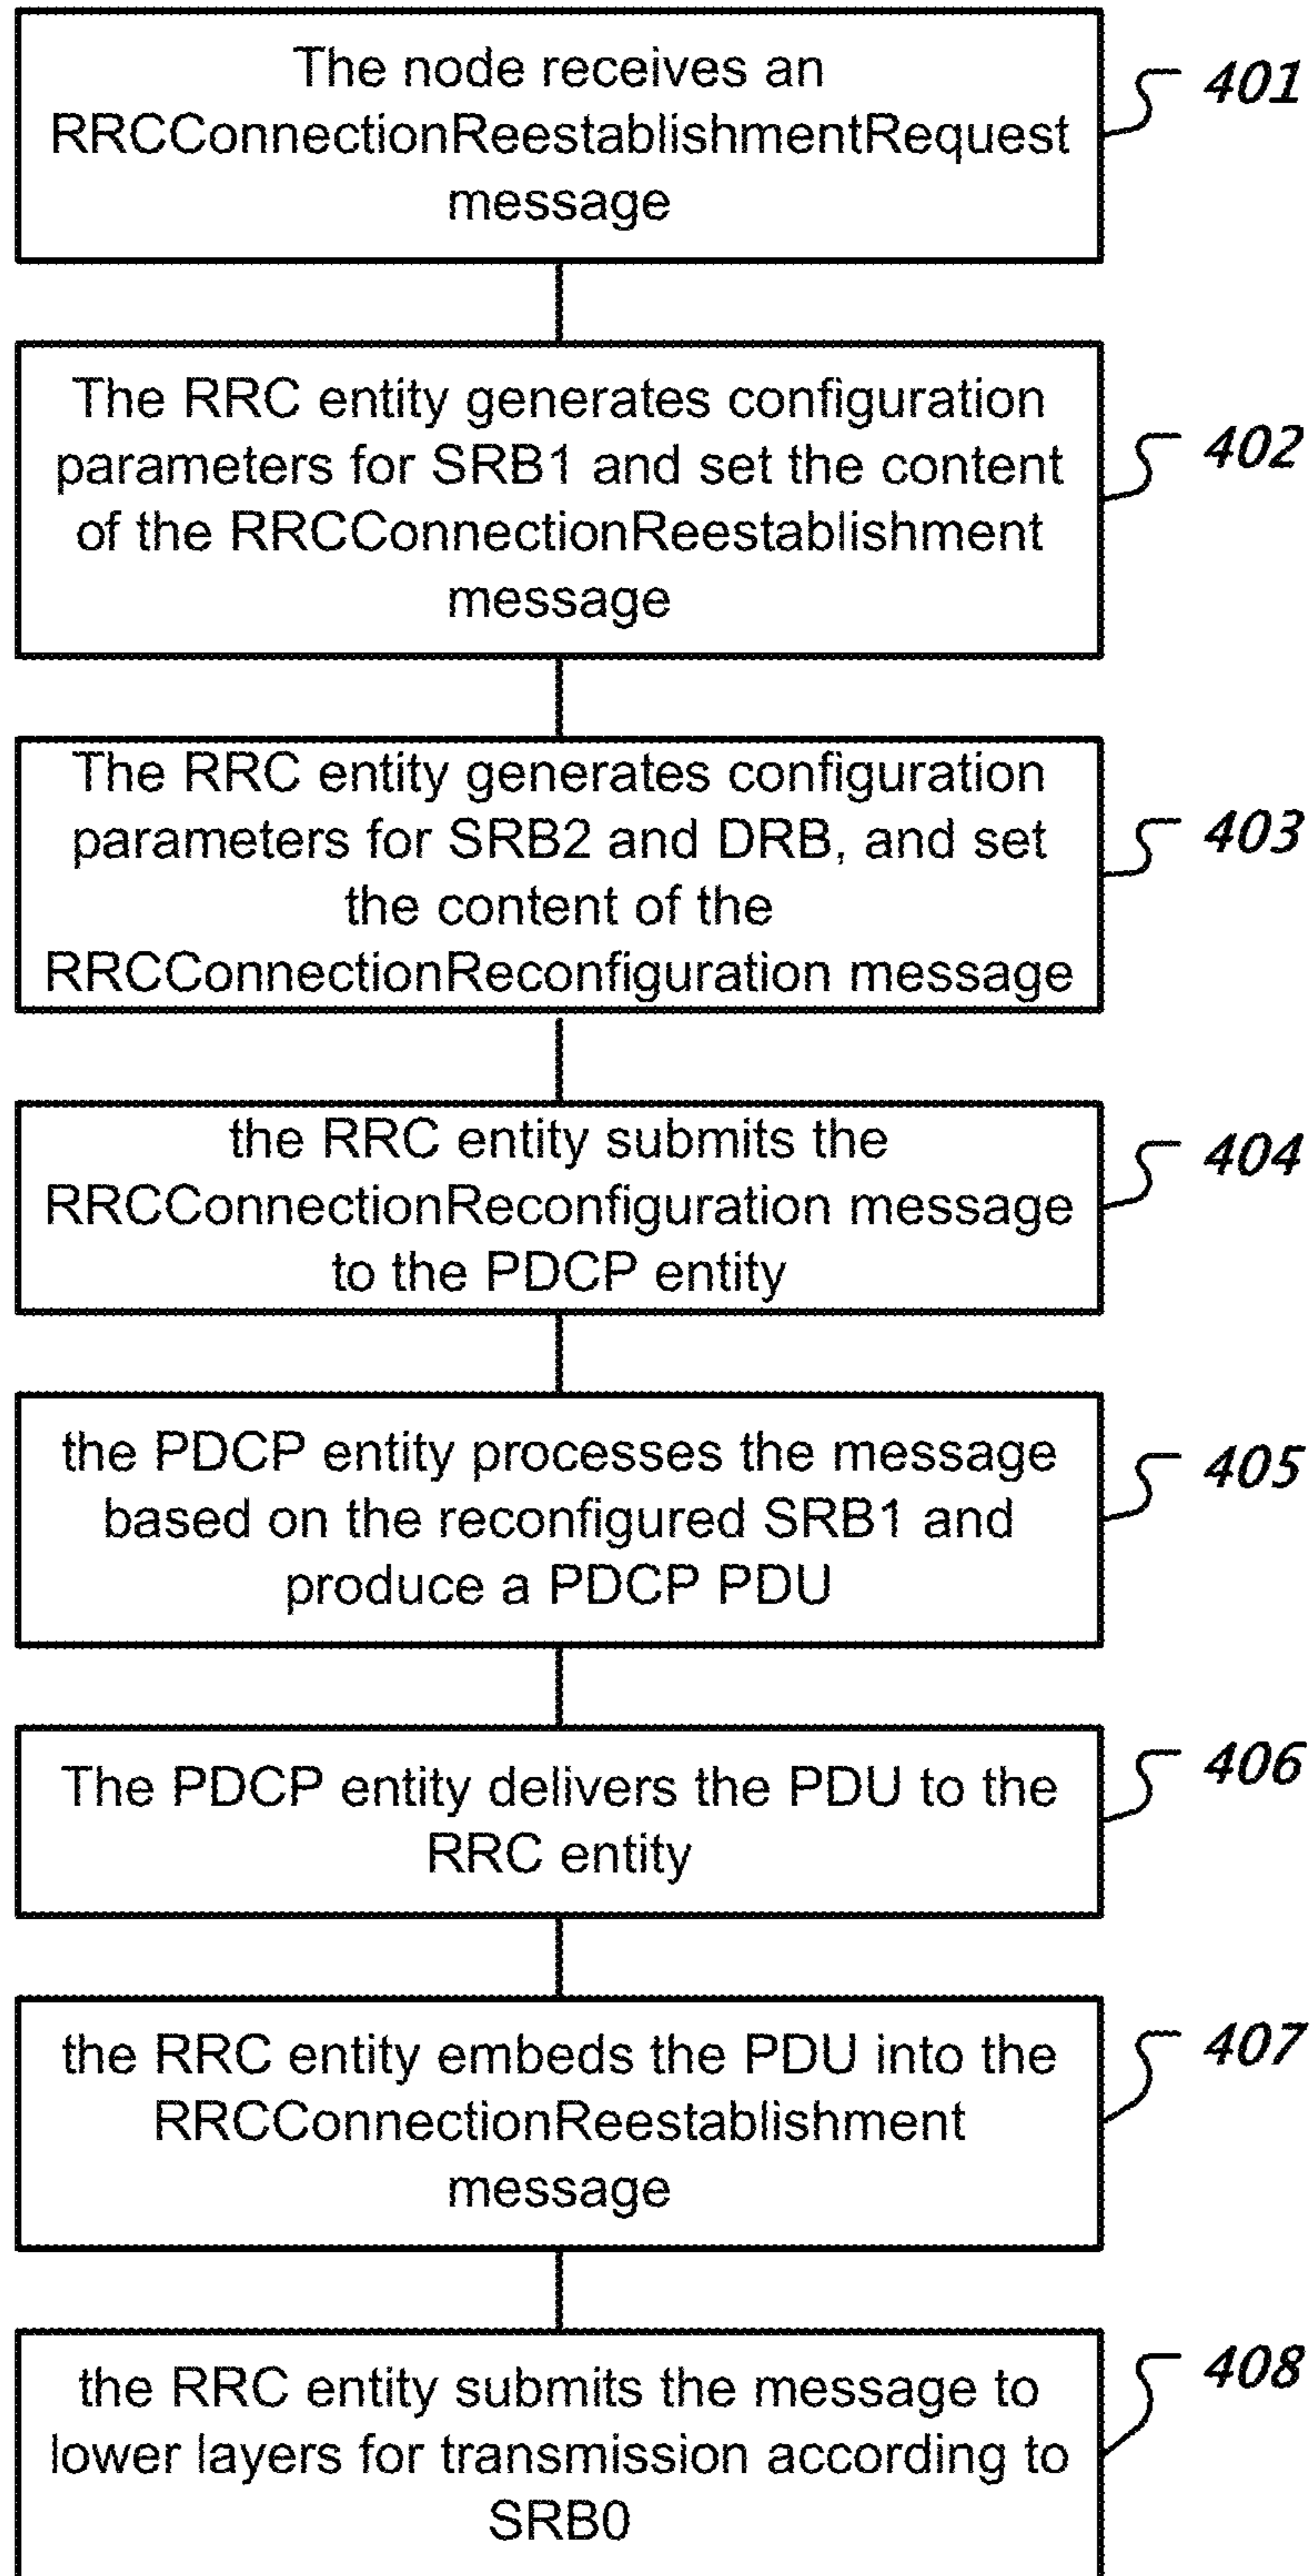 The node receives an
RRCConnectionReestablishmentRequest
message
401
The RRC entity generates configuration
parameters for SRB1 and set the content
of the RRCConnectionReestablishment
message
402
The RRC entity generates configuration
parameters for SRB2 and DRB, and set
the content of the
RRCConnectionReconfiguration message
403
the RRC entity submits the
RRCConnectionReconfiguration message
to the PDCP entity
404
the PDCP entity processes the message
based on the reconfigured SRB1 and
produce a PDCP PDU
405
The PDCP entity delivers the PDU to the
RRC entity
406
the RRC entity embeds the PDU into the
RRCConnectionReestablishment
message
407
the RRC entity submits the message to
lower layers for transmission according to
SRB0
408